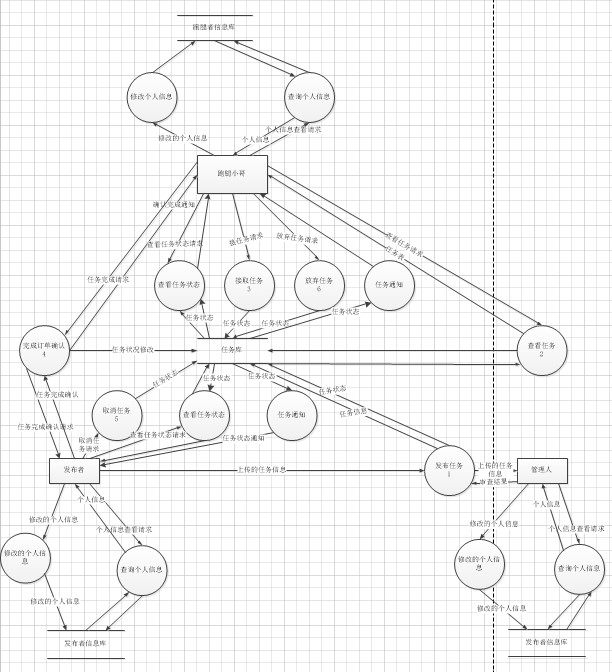 跑腿者信息库
修改个人信息
查询个人信息
修改的个人信息
个人信息查看请求
个人信息
跑腿小哥
确认完成通知
查看任务状态请求
接任务请求
放弃任务请求
查看任务请求
任务表
任务完成请求
查看任务状态
接取任务
3
放弃任务
6
任务通知
任务状态
任务状态
任务状态
任务状态
完成订单确认
4
任务状况修改
任务库
查看任务
2
任务状态
任务状态
任务状态
任务状态
任务信息
任务完成确认
任务完成确认请求
取消任务
5
查看任务状态
任务通知
取消任
务请求
查看任务状态请求
任务状态通知
发布者
上传的任务信息
发布任务
1
上传的任务
信息
审查结果
管理人
个人信息
修改的个人信息
个人信息查看请求
修改的个人信
息
查询个人信息
修改的个人信息
发布者信息库
个人信息
修改的个人信息
个人信息查看请求
修改的个人信
息
查询个人信息
修改的个人信息
发布者信息库